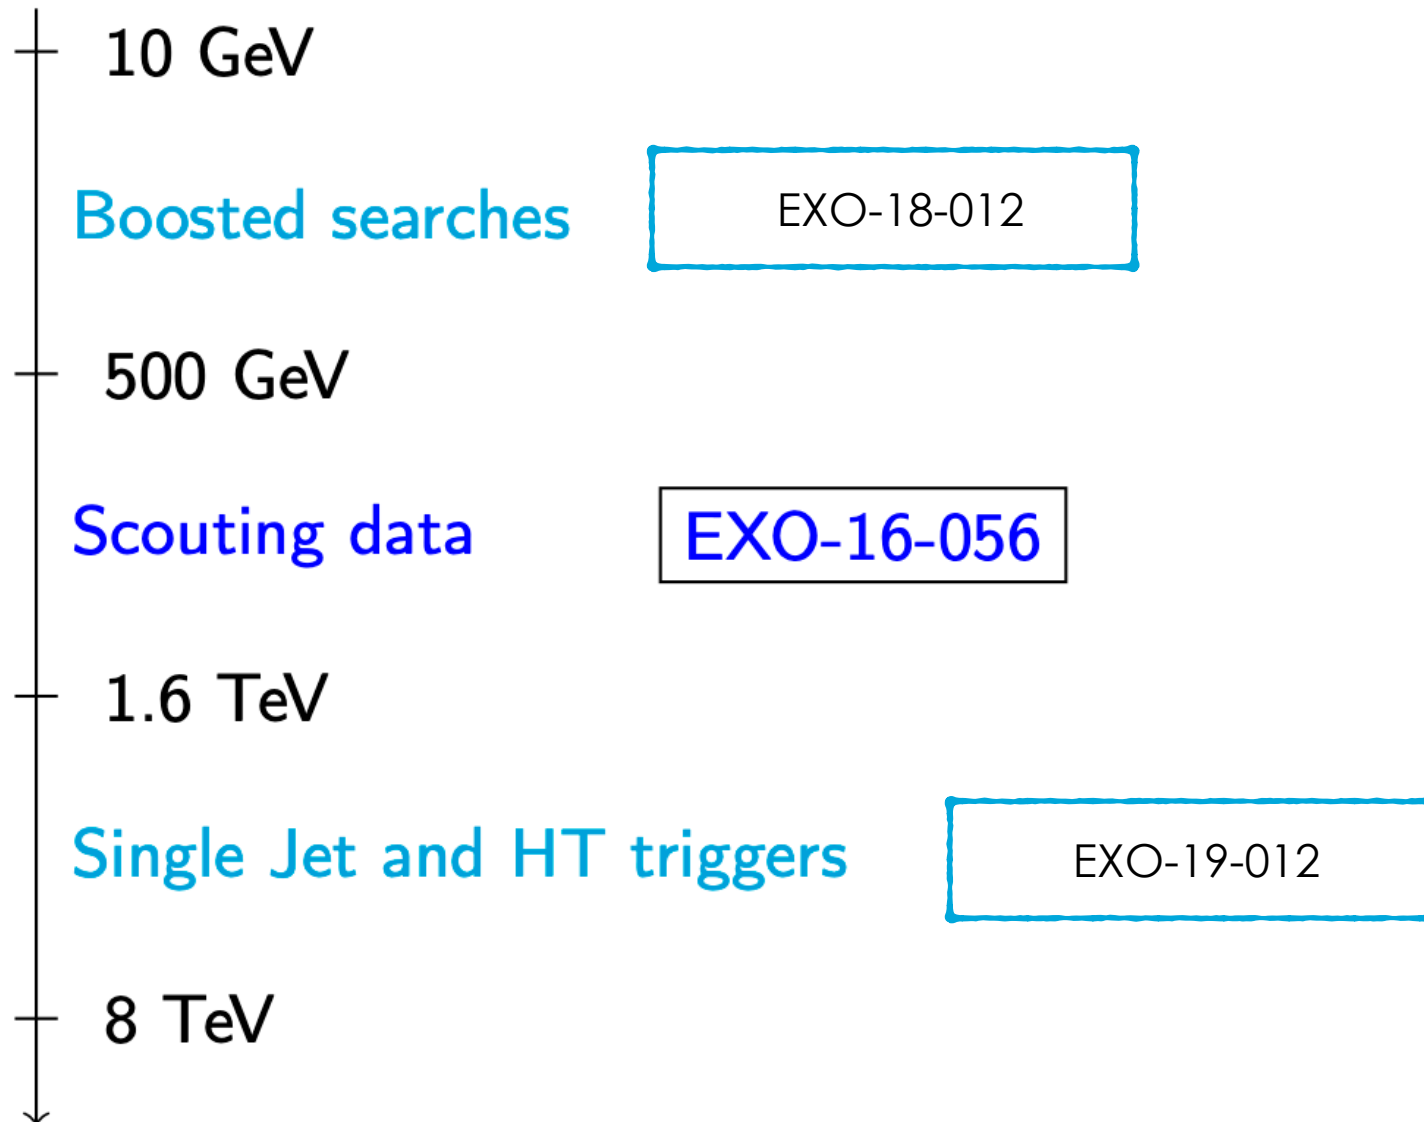 10 GeV
Boosted searches EXO-18-012
500 GeV
Scouting data EXO-16-056
1.6 TeV
Single Jet and HT triggers EXO-19-012
8 TeV